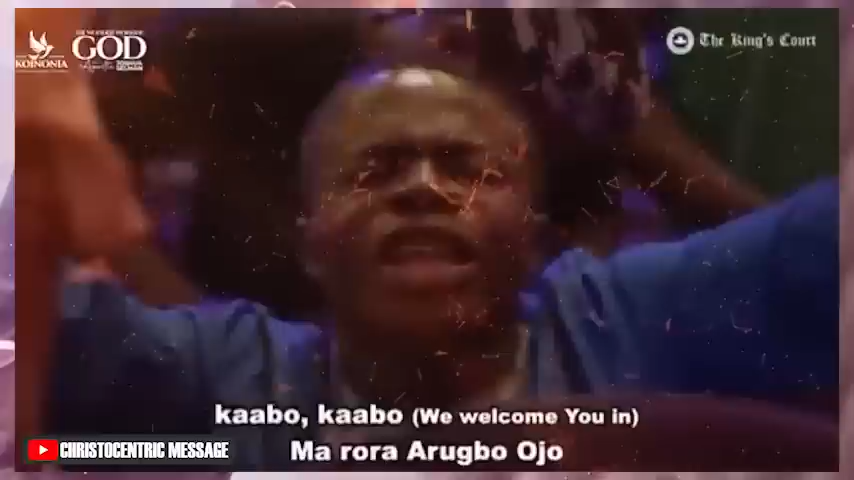 KOINONIA
GOD
The King's Court
kaabo, kaabo (We welcome You in)
Ma rora Arugbo Ojo
CHRISTOCENTRIC MESSAGE